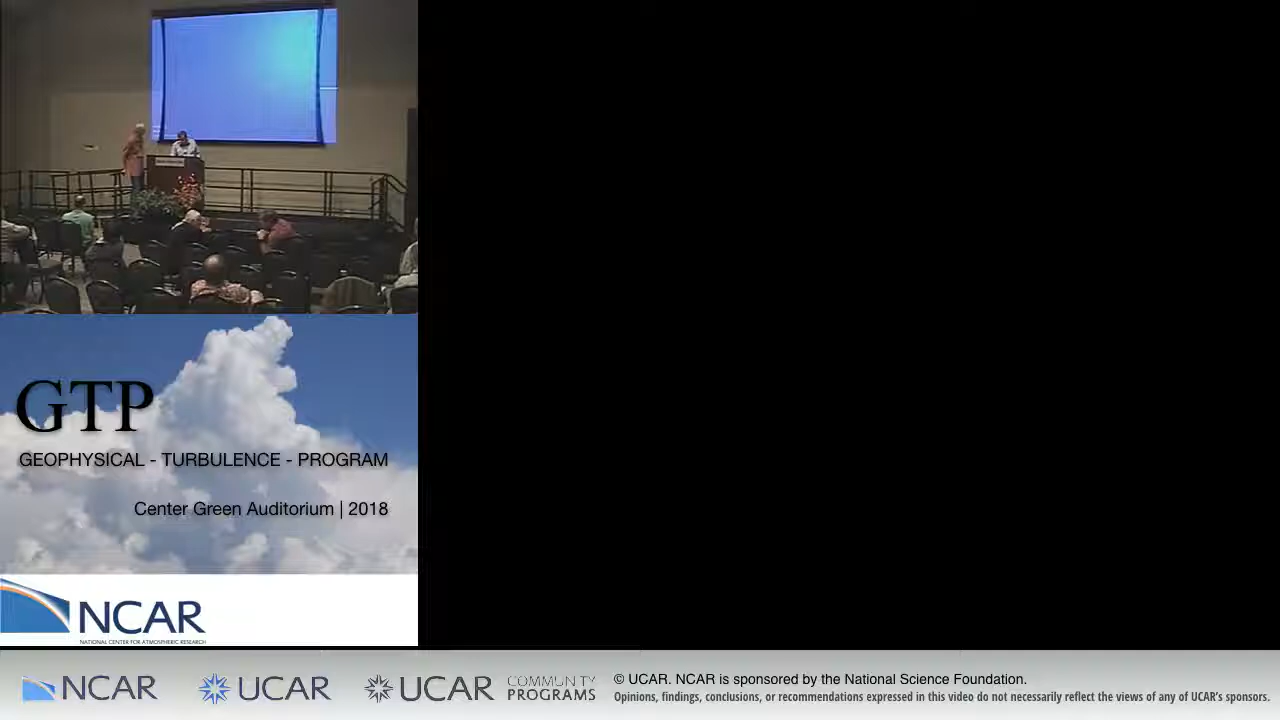 GTP
GEOPHYSICAL - TURBULENCE - PROGRAM
Center Green Auditorium | 2018
NCAR
NATIONAL CENTER FOR ATMOSPHERIC RESEARCH
NCAR
UCAR
UCAR
COMMUNITY
PROGRAMS
© UCAR. NCAR is sponsored by the National Science Foundation.
Opinions, findings, conclusions, or recommendations expressed in this video do not necessarily reflect the views of any of UCAR's sponsors.